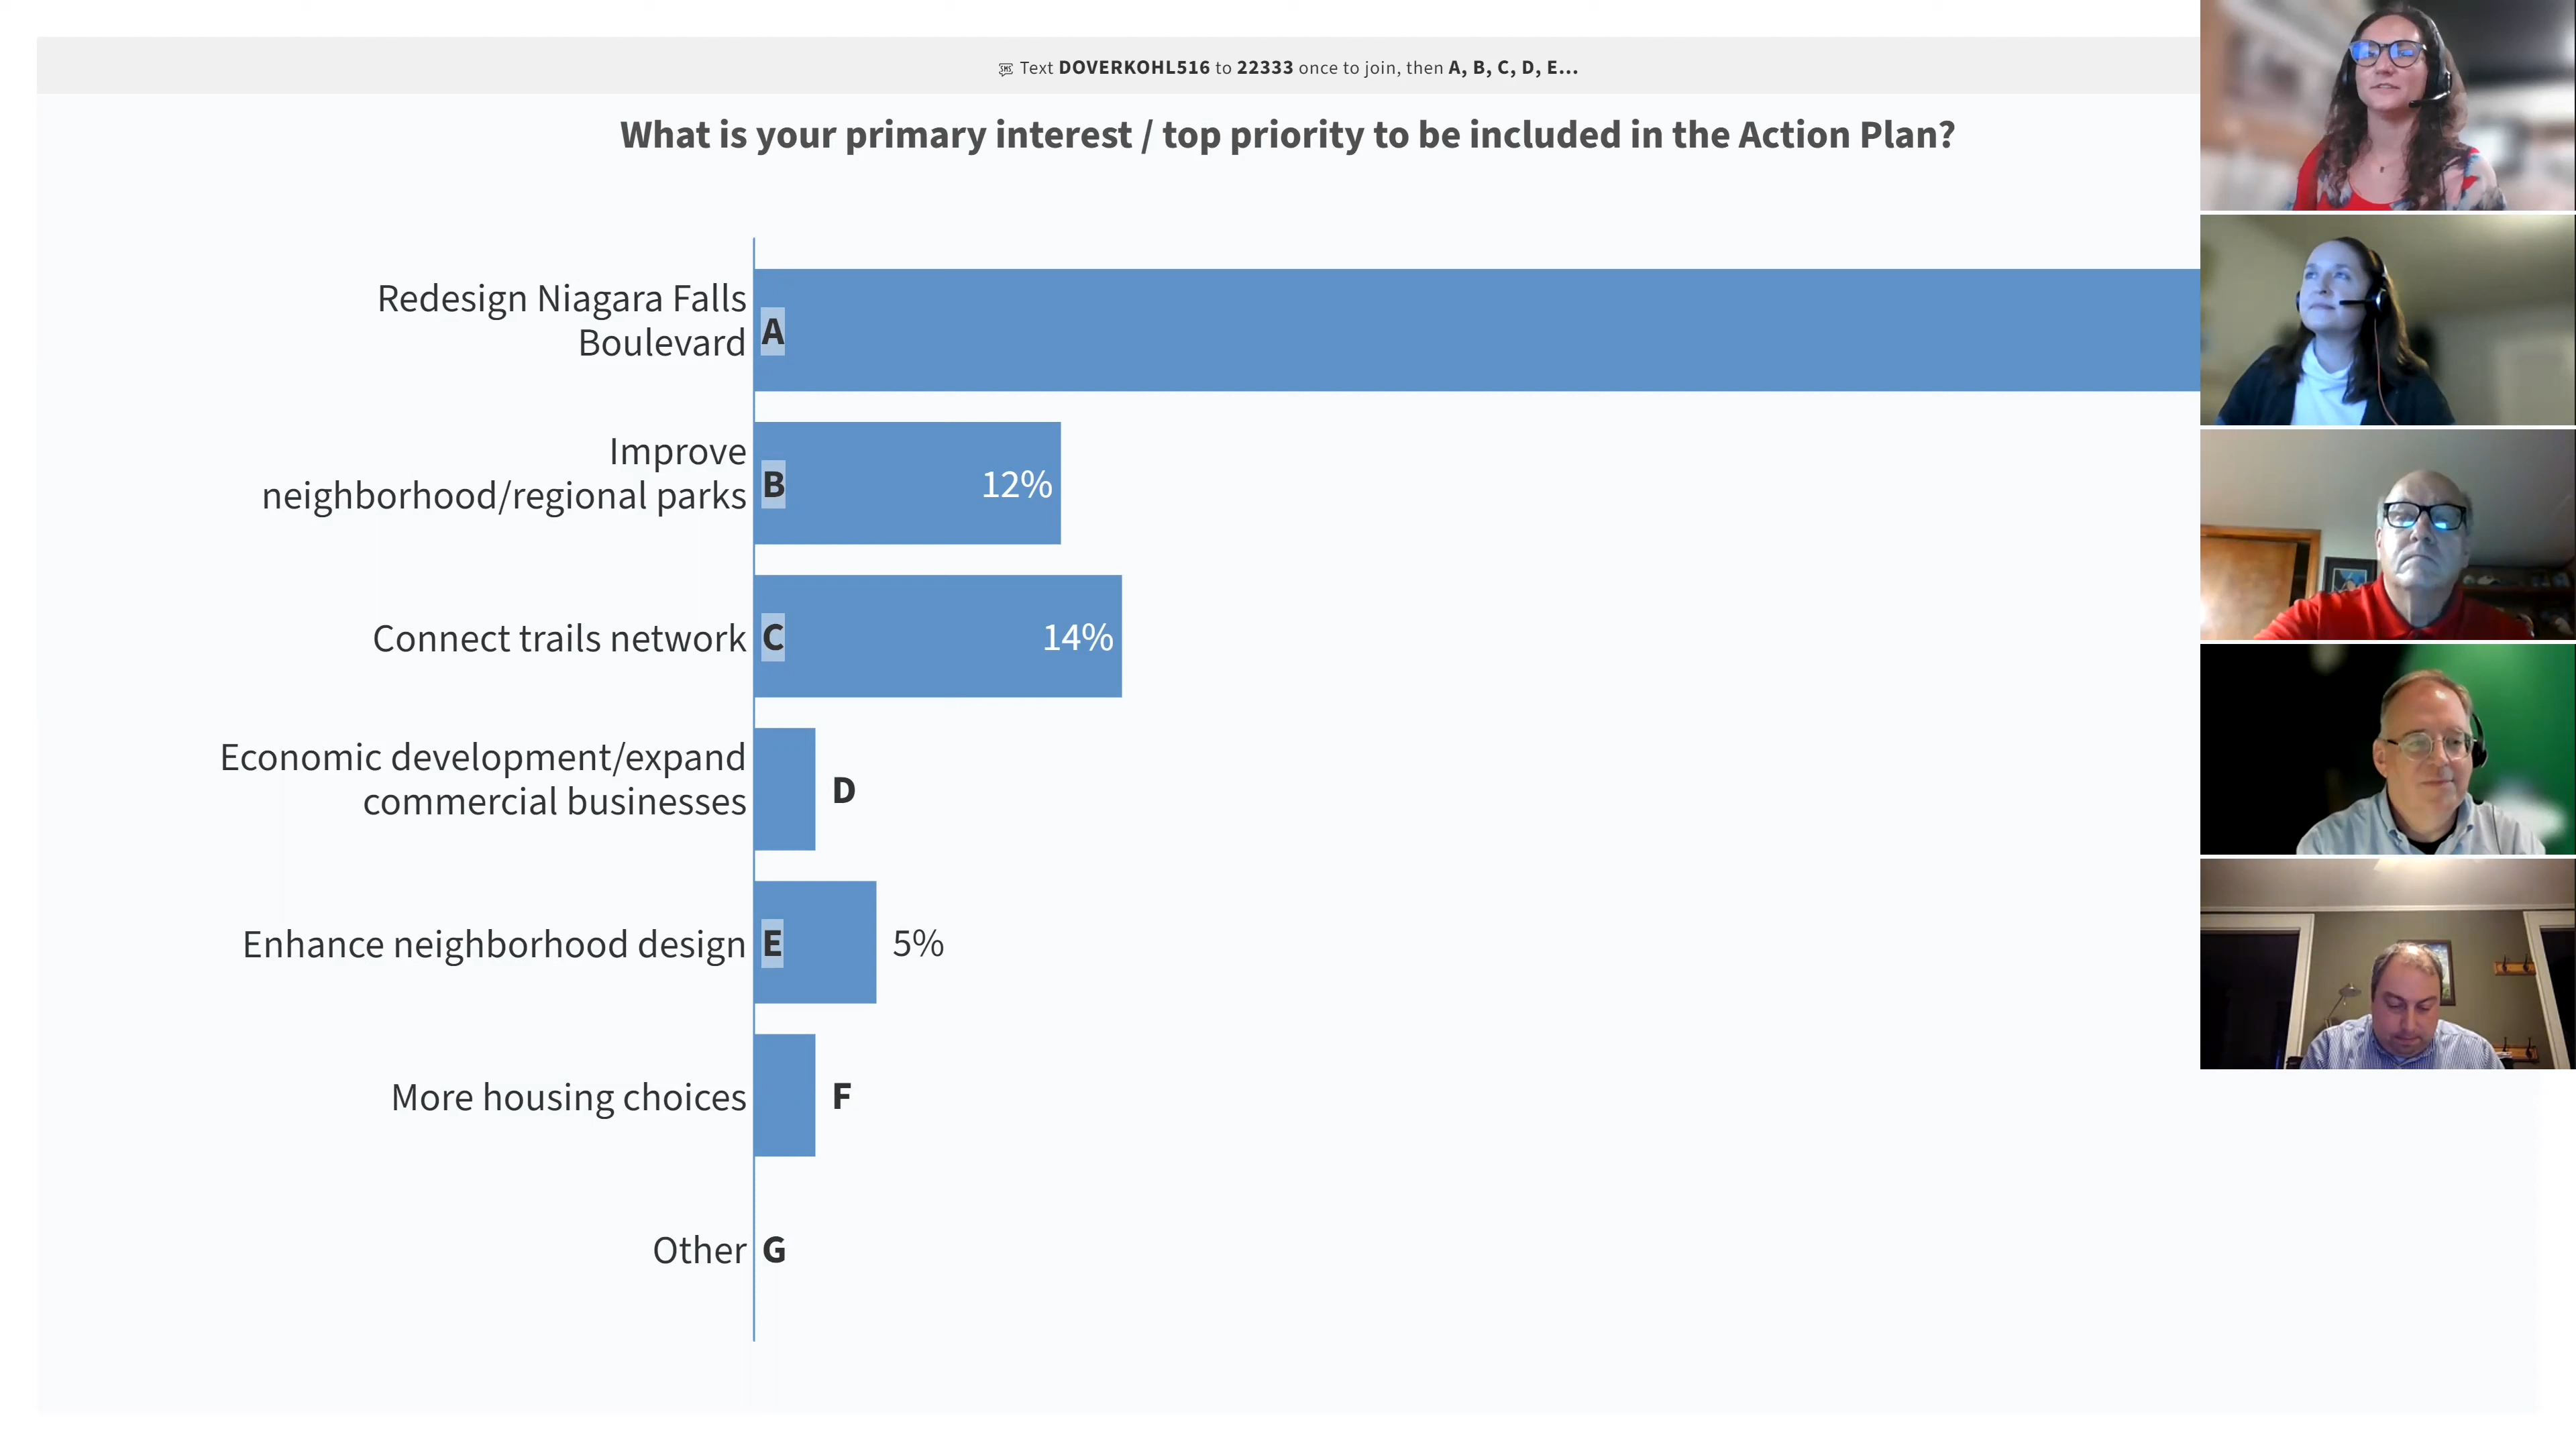 Text DOVERKOHL516 to 22333 once to join, then A, B, C, D, E...
What is your primary interest / top priority to be included in the Action Plan?
Redesign Niagara Falls
Boulevard
A
Improve
neighborhood/regional parks
B
12%
Connect trails network
C
14%
Economic development/expand
commercial businesses
D
Enhance neighborhood design
E
5%
More housing choices
F
Other
G